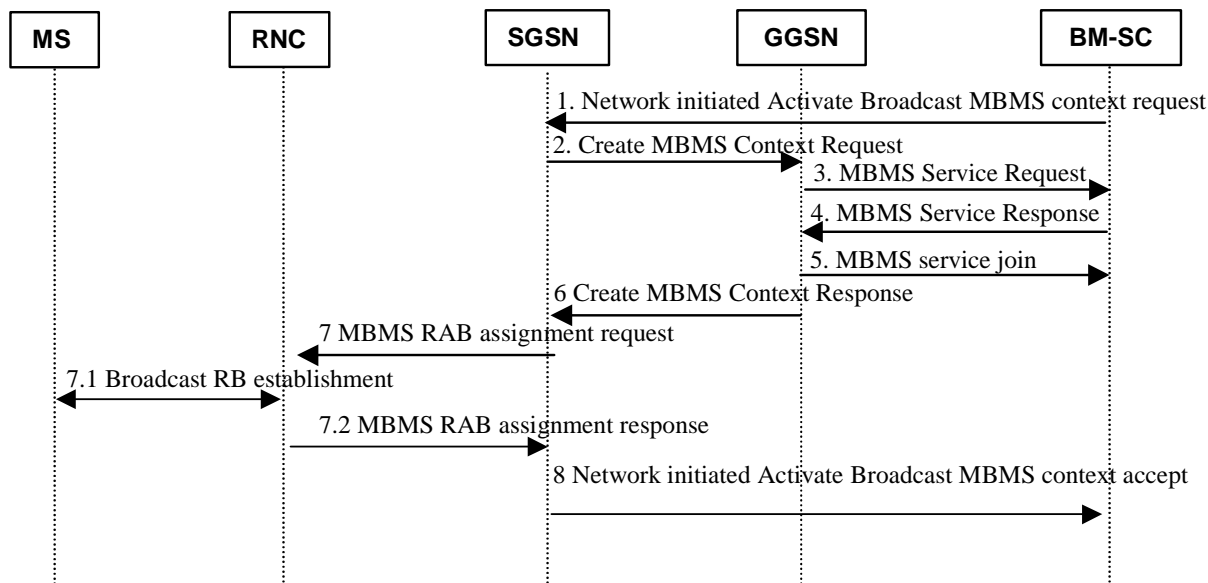 MS
RNC
SGSN
GGSN
BM-SC
1. Network initiated Activate Broadcast MBMS context request
2. Create MBMS Context Request
3. MBMS Service Request
4. MBMS Service Response
5. MBMS service join
6 Create MBMS Context Response
7 MBMS RAB assignment request
7.1 Broadcast RB establishment
7.2 MBMS RAB assignment response
8 Network initiated Activate Broadcast MBMS context accept